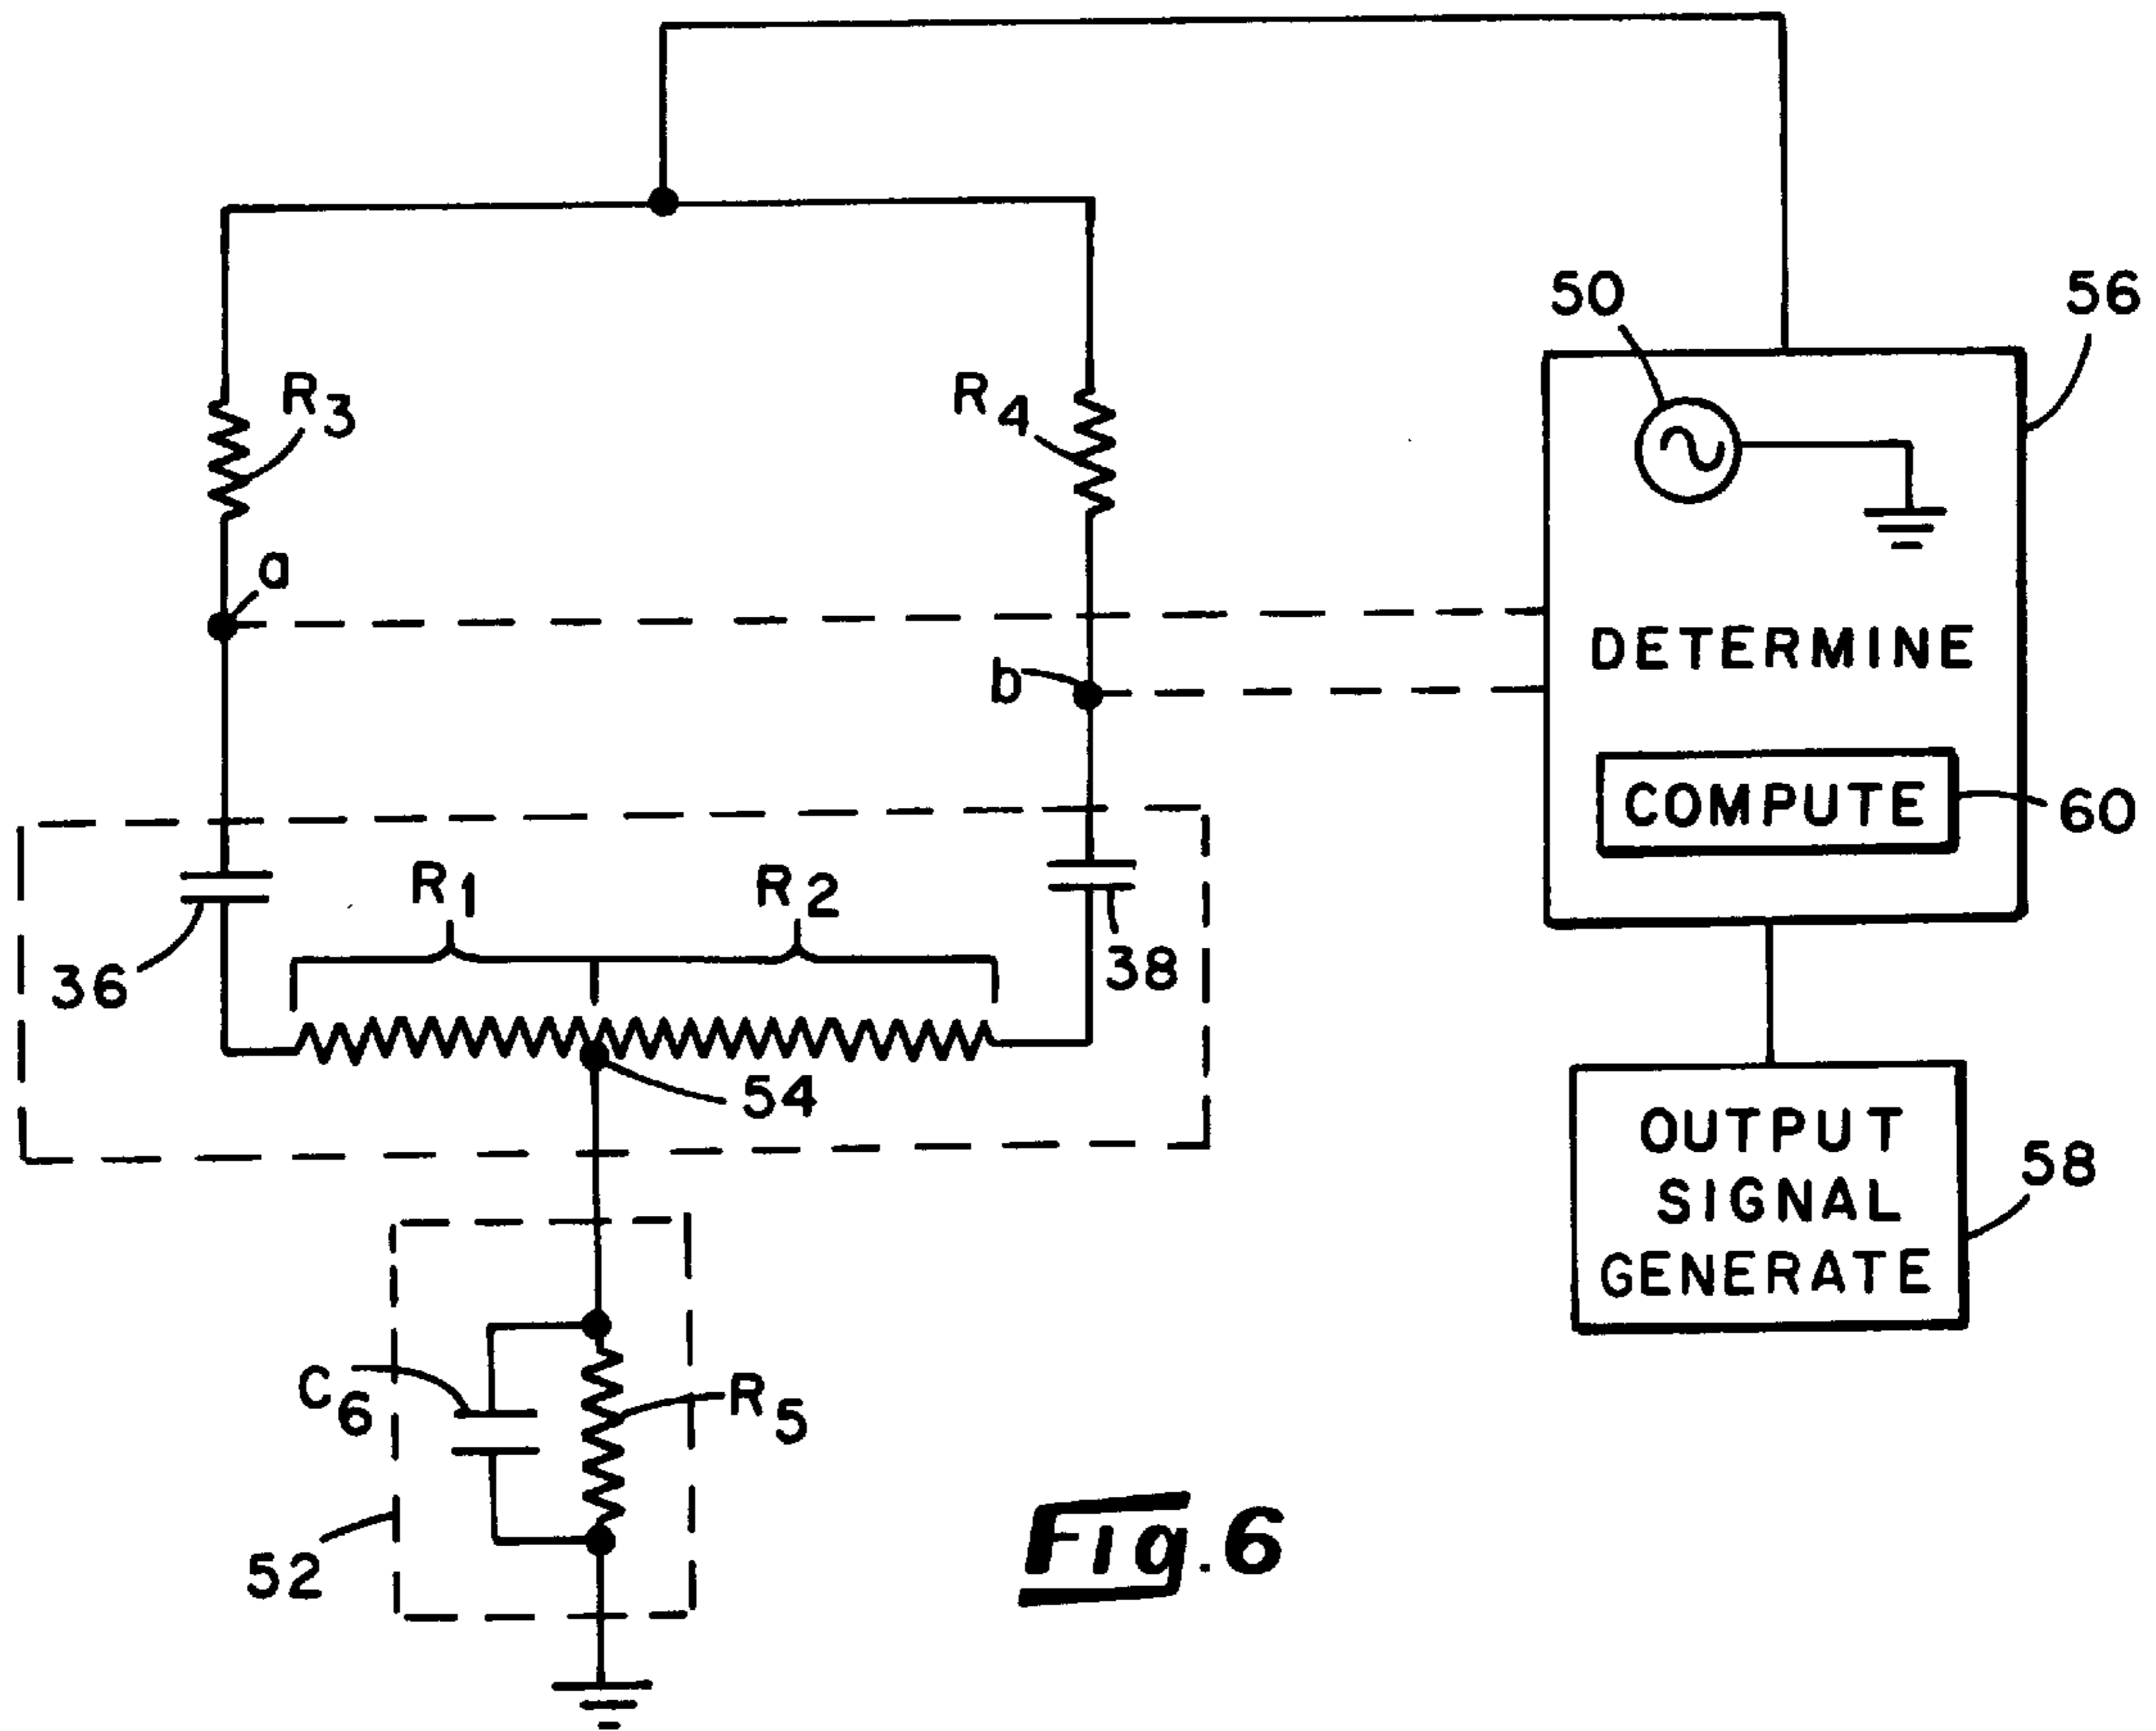 50
56
R3
R4
a
b
DETERMINE
COMPUTE
60
R1
R2
36
38
54
OUTPUT
SIGNAL
GENERATE
58
C6
R5
52
Fig.6